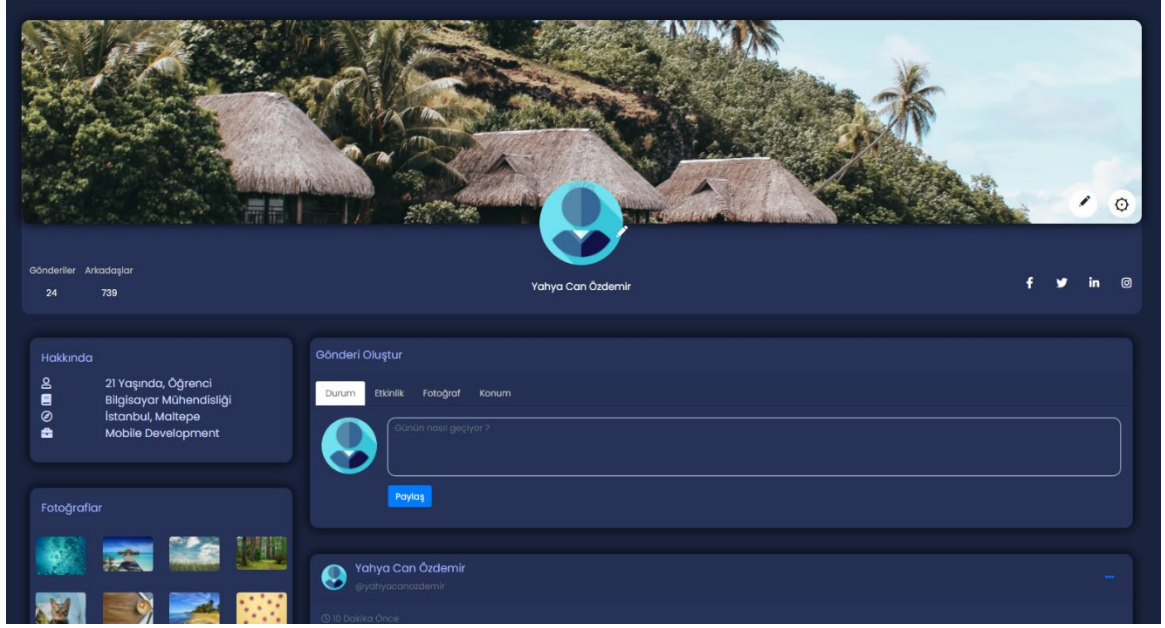 Gönderiler Arkadaşlar
24 739
Yahya Can Özdemir
Hakkında
21 Yaşında, Öğrenci
Bilgisayar Mühendisliği
İstanbul, Maltepe
Mobile Development
Fotoğraflar
Gönderi Oluştur
Durum Etkinlik Fotoğraf Konum
Günün nasıl geçiyor ?
Paylaş
Yahya Can Özdemir
@yahyacanozdemir
10 Dakika Önce